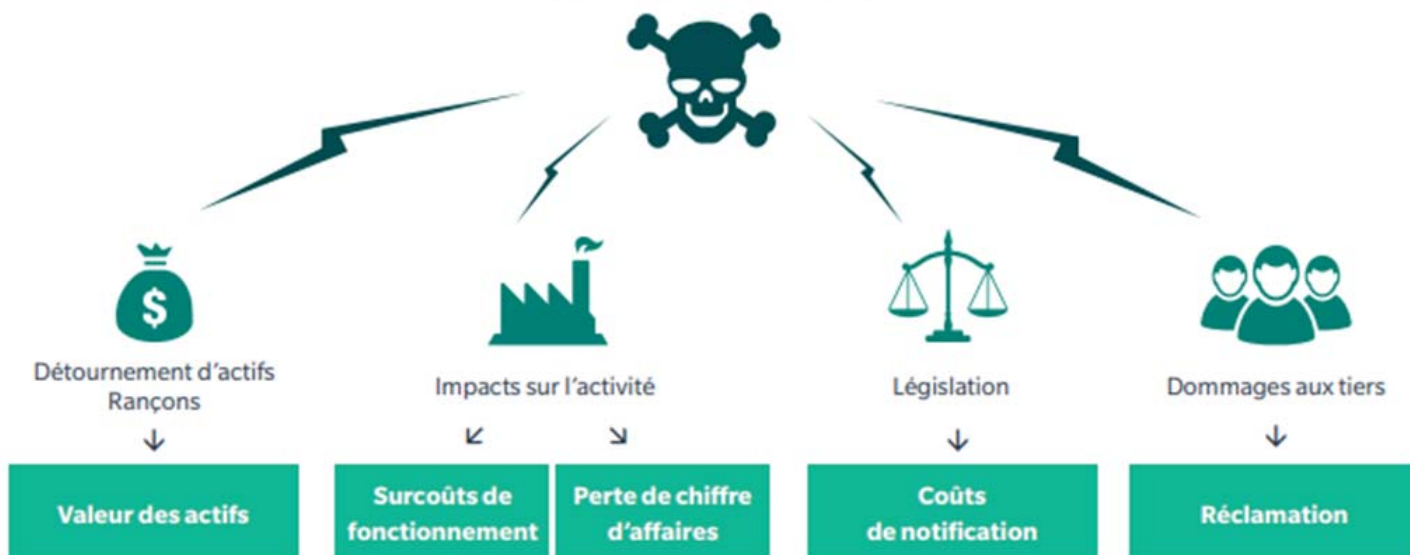 $
Détournement d'actifs
Rançons
Impacts sur l'activité
Législation
Dommages aux tiers
Valeur des actifs
Surcoûts de
fonctionnement
Perte de chiffre
d'affaires
Coûts
de notification
Réclamation